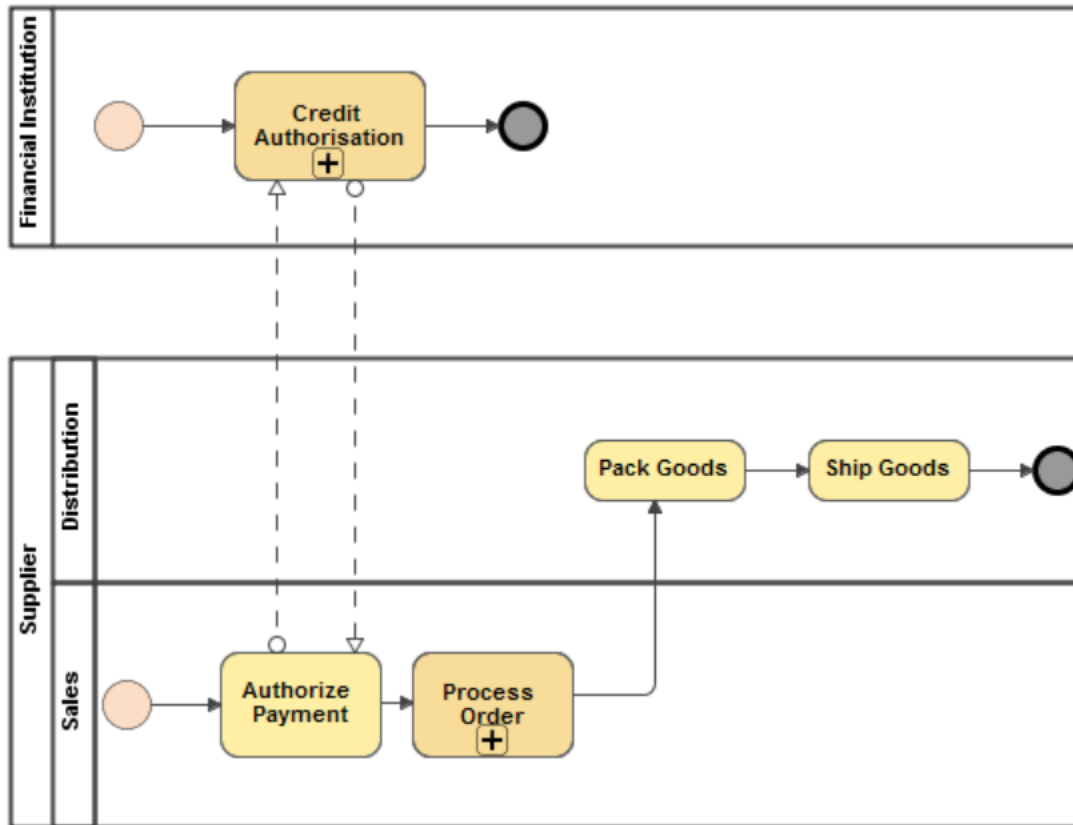 Financial Institution
Credit
Authorisation
Supplier
Distribution
Pack Goods
Ship Goods
Sales
Authorize
Payment
Process
Order